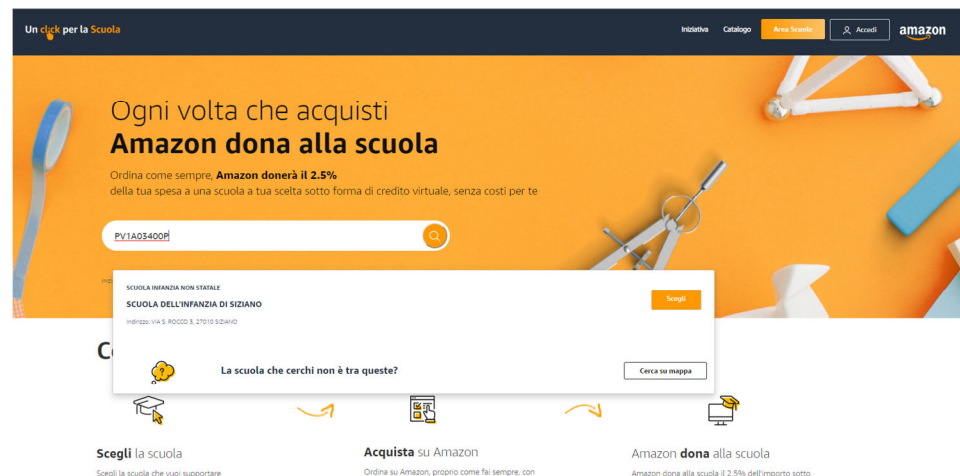 Un click per la Scuola
Iniziativa Catalogo Area Scuole Accedi amazon
Ogni volta che acquisti
Amazon dona alla scuola
Ordina come sempre, Amazon donerà il 2.5%
della tua spesa a una scuola a tua scelta sotto forma di credito virtuale, senza costi per te
PV1A03400P
SCUOLA INFANZIA NON STATALE
SCUOLA DELL'INFANZIA DI SIZIANO
Indirizzo: VIA S. ROCCO 3, 27010 SIZIANO
Scegli
La scuola che cerchi non è tra queste?
Cerca su mappa
Scegli la scuola
Scegli la scuola che vuoi supportare
Acquista su Amazon
Ordina su Amazon, proprio come fai sempre, con
Amazon dona alla scuola
Amazon dona alla scuola il 2.5% dell'importo sotto